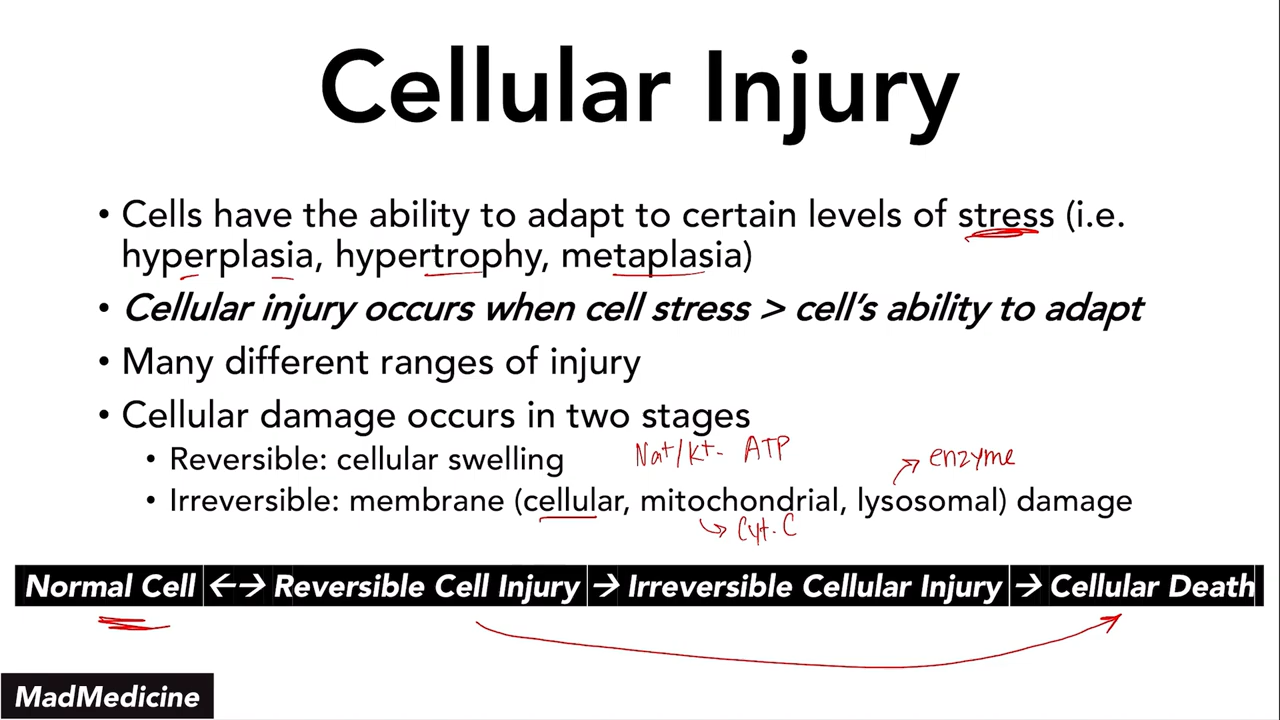 Cellular Injury
• Cells have the ability to adapt to certain levels of stress (i.e.
hyperplasia, hypertrophy, metaplasia)
• Cellular injury occurs when cell stress > cell's ability to adapt
• Many different ranges of injury
• Cellular damage occurs in two stages
• Reversible: cellular swelling Na+/K+- ATP
enzyme
• Irreversible: membrane (cellular, mitochondrial, lysosomal) damage
Cyt. C
Normal Cell ←→ Reversible Cell Injury → Irreversible Cellular Injury → Cellular Death
MadMedicine